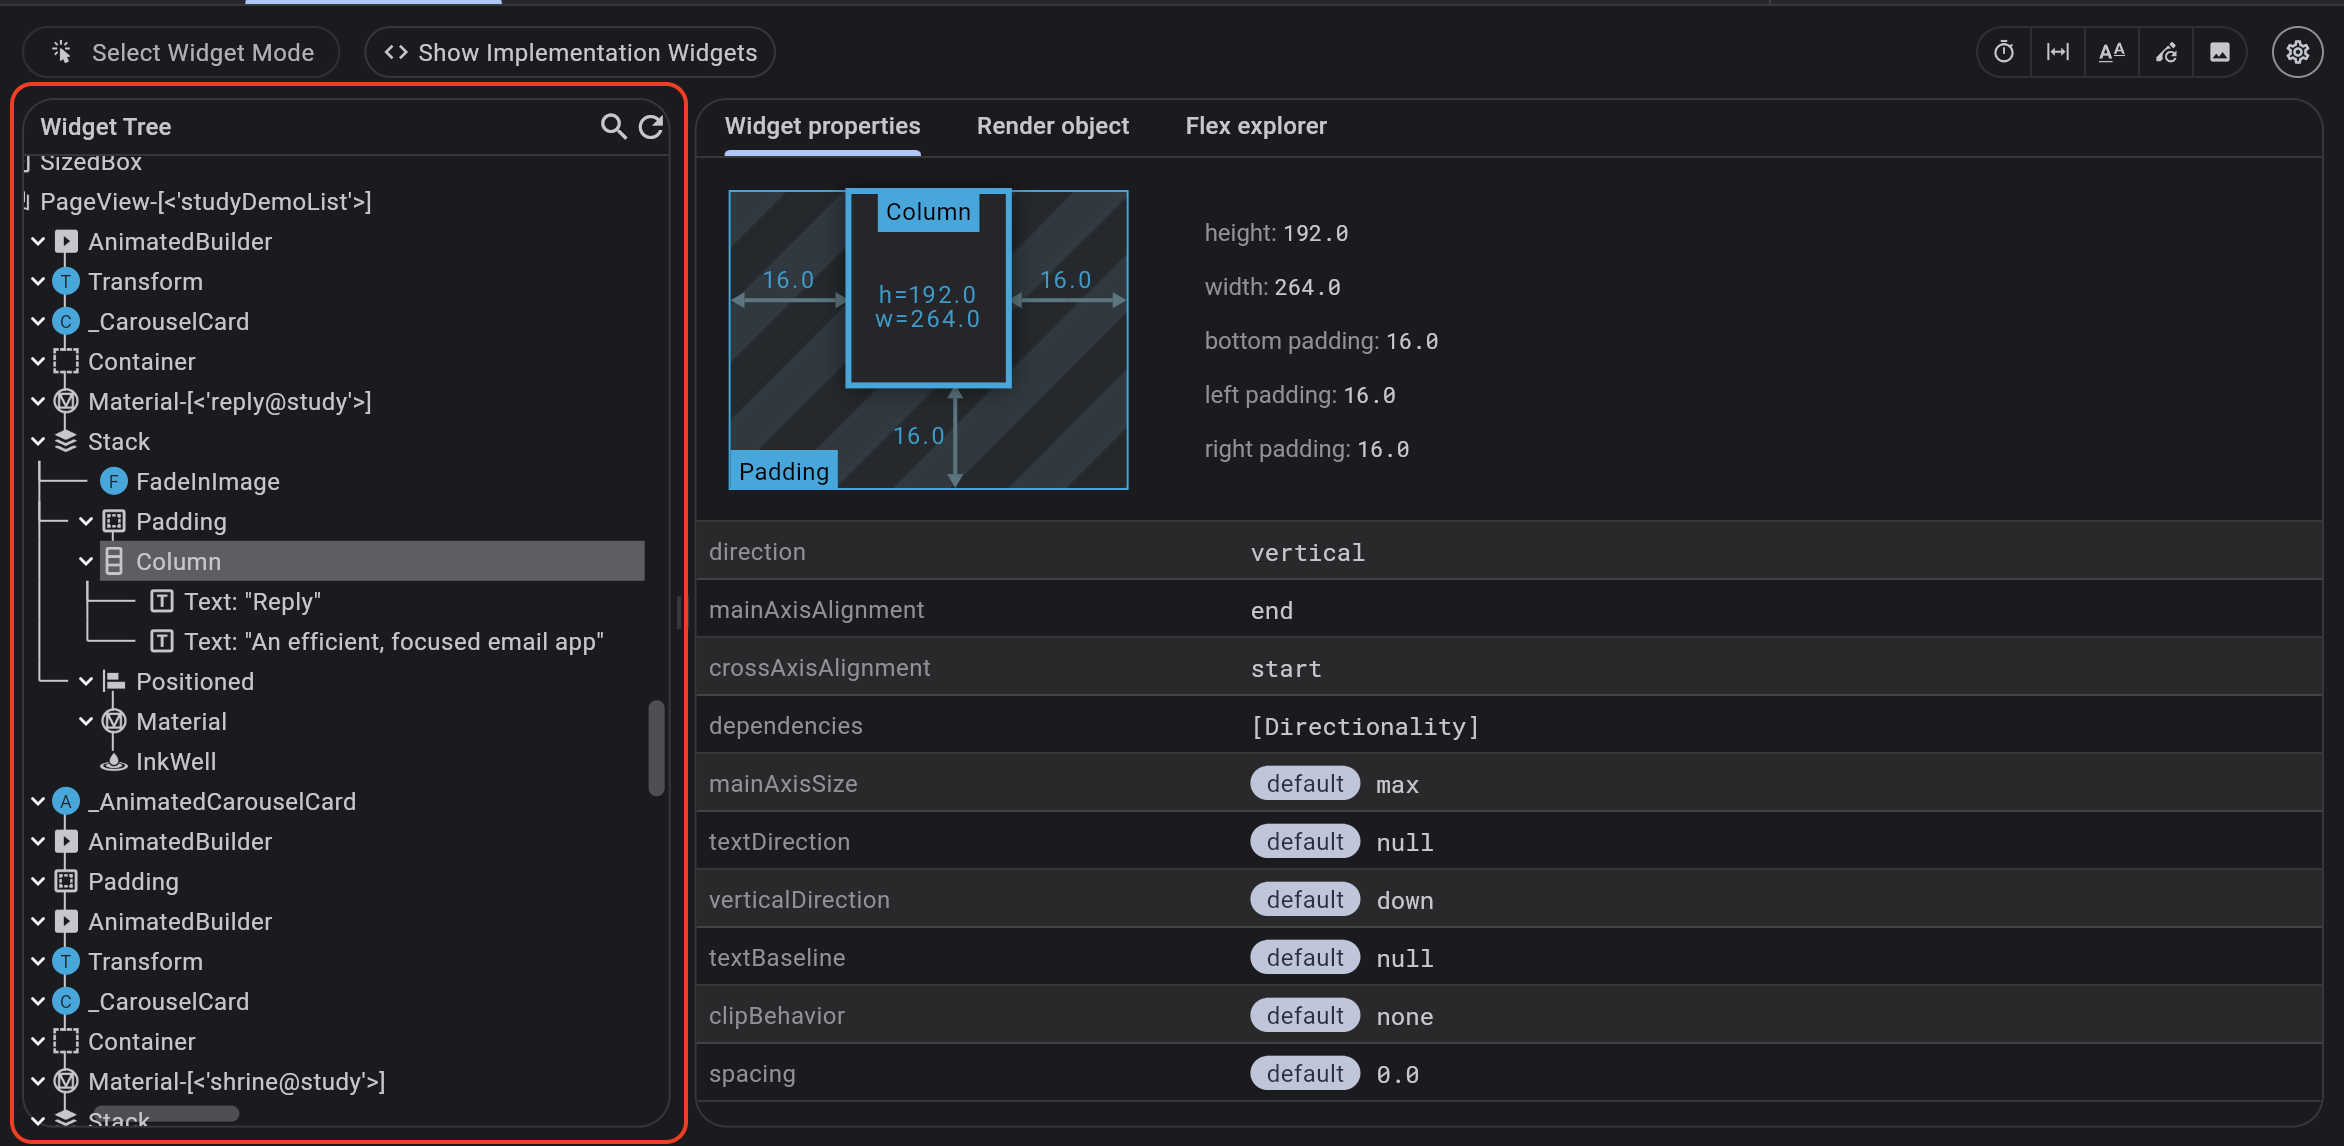 Select Widget Mode
Show Implementation Widgets
Widget Tree
SizedBox
PageView-[<'studyDemoList'>]
AnimatedBuilder
T Transform
C _CarouselCard
Container
Material-[<'reply@study'>]
Stack
F FadeInImage
Padding
Column
Text: "Reply"
Text: "An efficient, focused email app"
Positioned
Material
InkWell
A _AnimatedCarouselCard
AnimatedBuilder
Padding
AnimatedBuilder
T Transform
C _CarouselCard
Container
Material-[<'shrine@study'>]
Stack
Widget properties
Render object
Flex explorer
Column
16.0
h=192.0
w=264.0
16.0
16.0
Padding
height: 192.0
width: 264.0
bottom padding: 16.0
left padding: 16.0
right padding: 16.0
direction vertical
mainAxisAlignment end
crossAxisAlignment start
dependencies [Directionality]
mainAxisSize default max
textDirection default null
verticalDirection default down
textBaseline default null
clipBehavior default none
spacing default 0.0